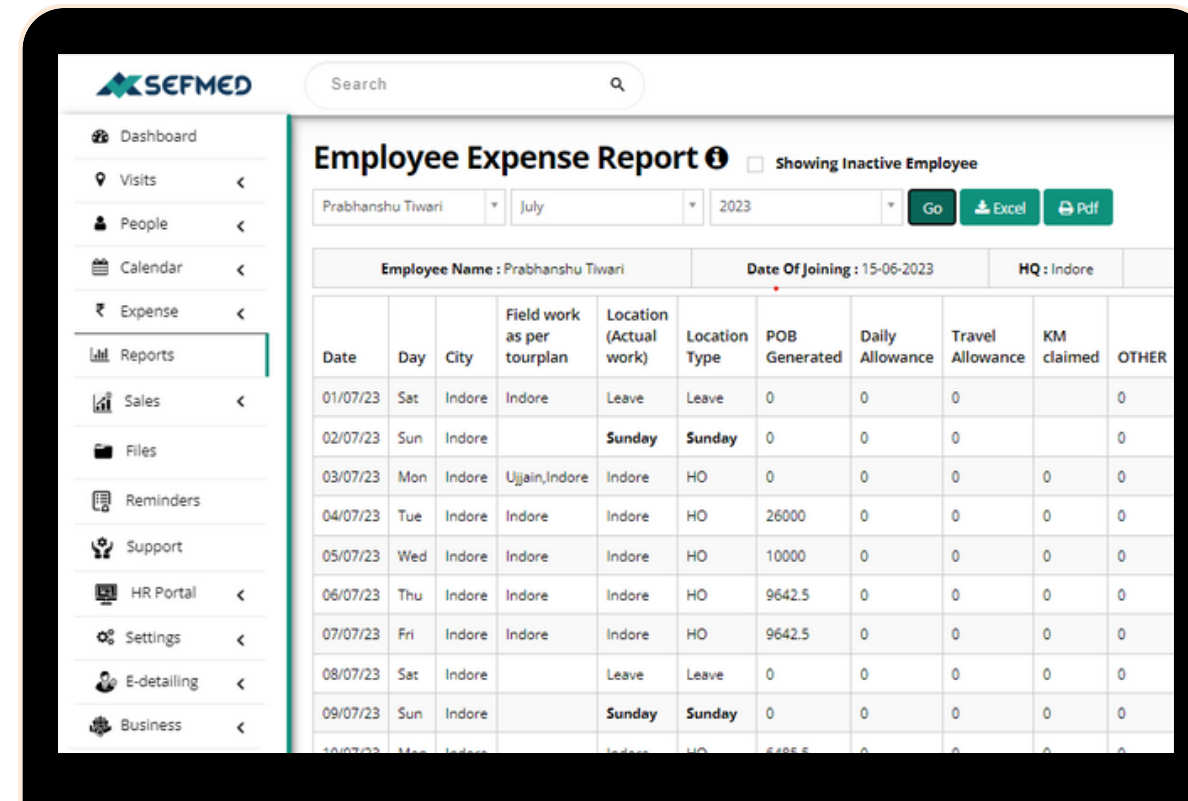 SEFMED
Search
Dashboard
Visits
People
Calendar
Expense
Reports
Sales
Files
Reminders
Support
HR Portal
Settings
E-detailing
Business
Employee Expense Report
Showing Inactive Employee
Prabhanshu Tiwari July 2023 Go Excel Pdf
Employee Name : Prabhanshu Tiwari Date Of Joining : 15-06-2023 HQ : Indore
Date Day City Field work as per tourplan Location (Actual work) Location Type POB Generated Daily Allowance Travel Allowance KM claimed OTHER
01/07/23 Sat Indore Indore Leave Leave 0 0 0 0
02/07/23 Sun Indore Sunday Sunday 0 0 0 0
03/07/23 Mon Indore Ujjain,Indore Indore HO 0 0 0 0 0
04/07/23 Tue Indore Indore Indore HO 26000 0 0 0 0
05/07/23 Wed Indore Indore Indore HO 10000 0 0 0 0
06/07/23 Thu Indore Indore Indore HO 9642.5 0 0 0 0
07/07/23 Fri Indore Indore Indore HO 9642.5 0 0 0 0
08/07/23 Sat Indore Leave Leave 0 0 0 0 0
09/07/23 Sun Indore Sunday Sunday 0 0 0 0 0